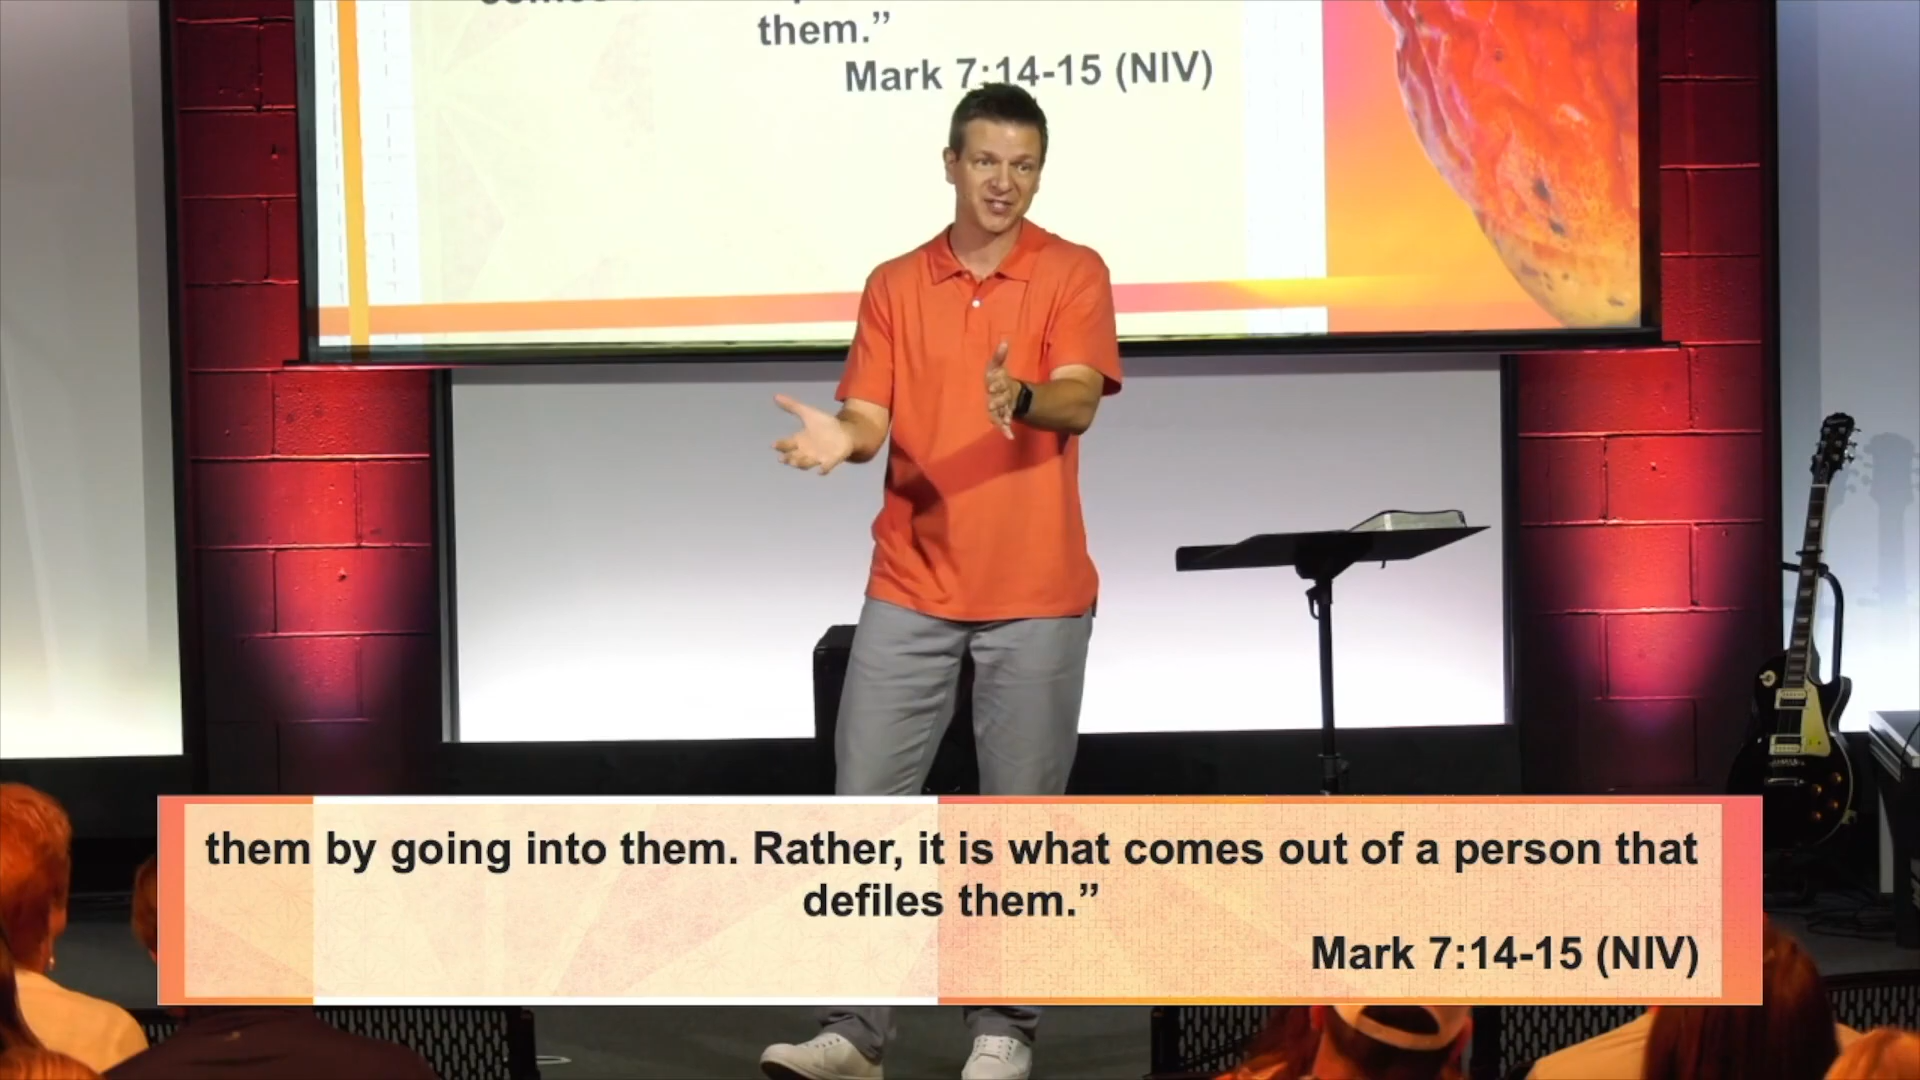 them.”
Mark 7:14-15 (NIV)
them by going into them. Rather, it is what comes out of a person that
defiles them.”
Mark 7:14-15 (NIV)